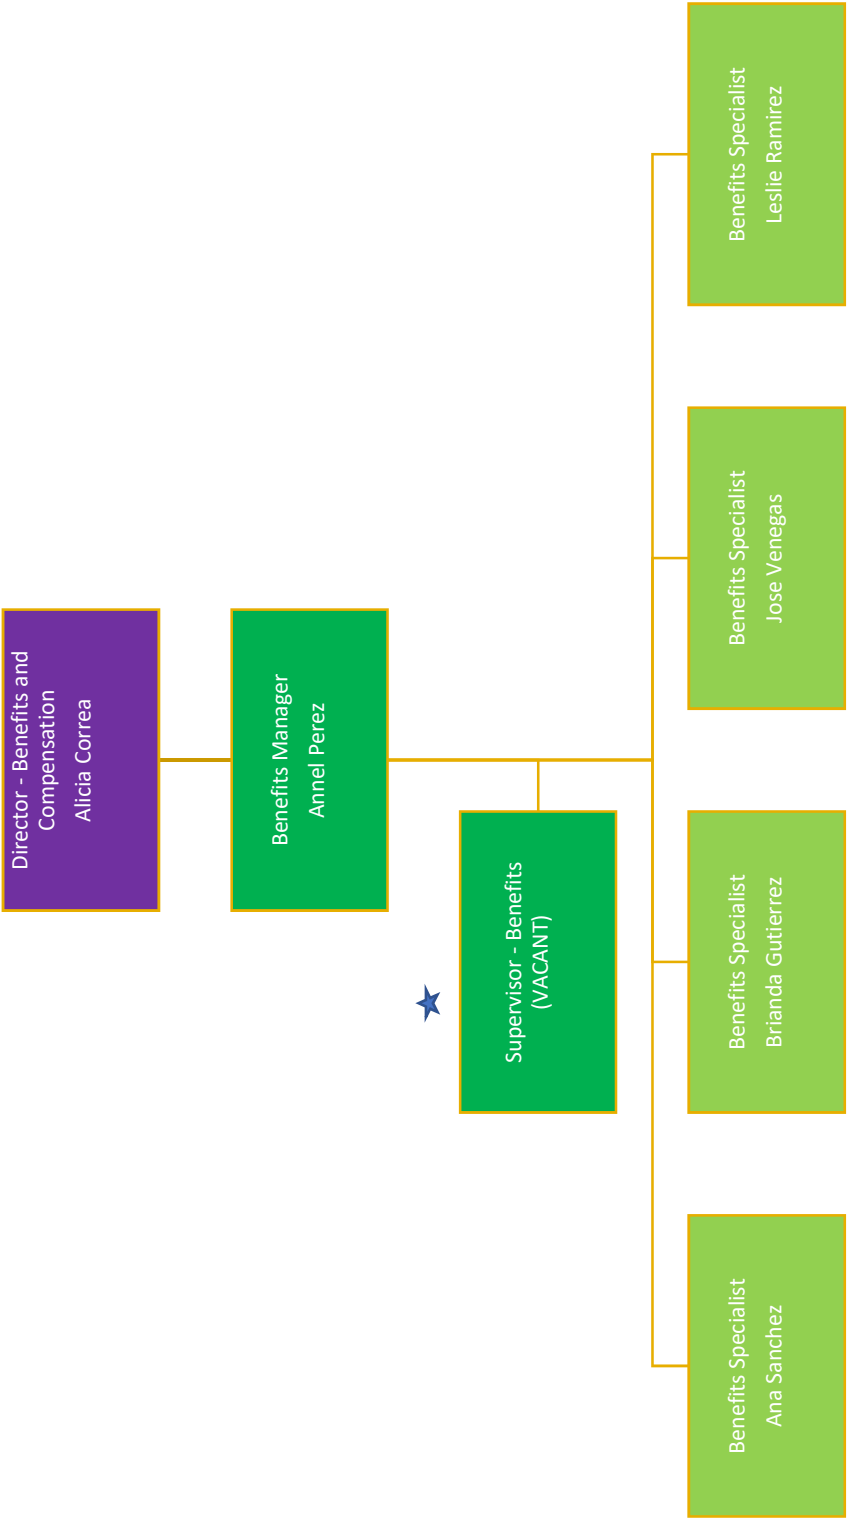 Director - Benefits and
Compensation
Alicia Correa
Benefits Manager
Annel Perez
Supervisor - Benefits
(VACANT)
Benefits Specialist
Ana Sanchez
Benefits Specialist
Brianda Gutierrez
Benefits Specialist
Jose Venegas
Benefits Specialist
Leslie Ramirez